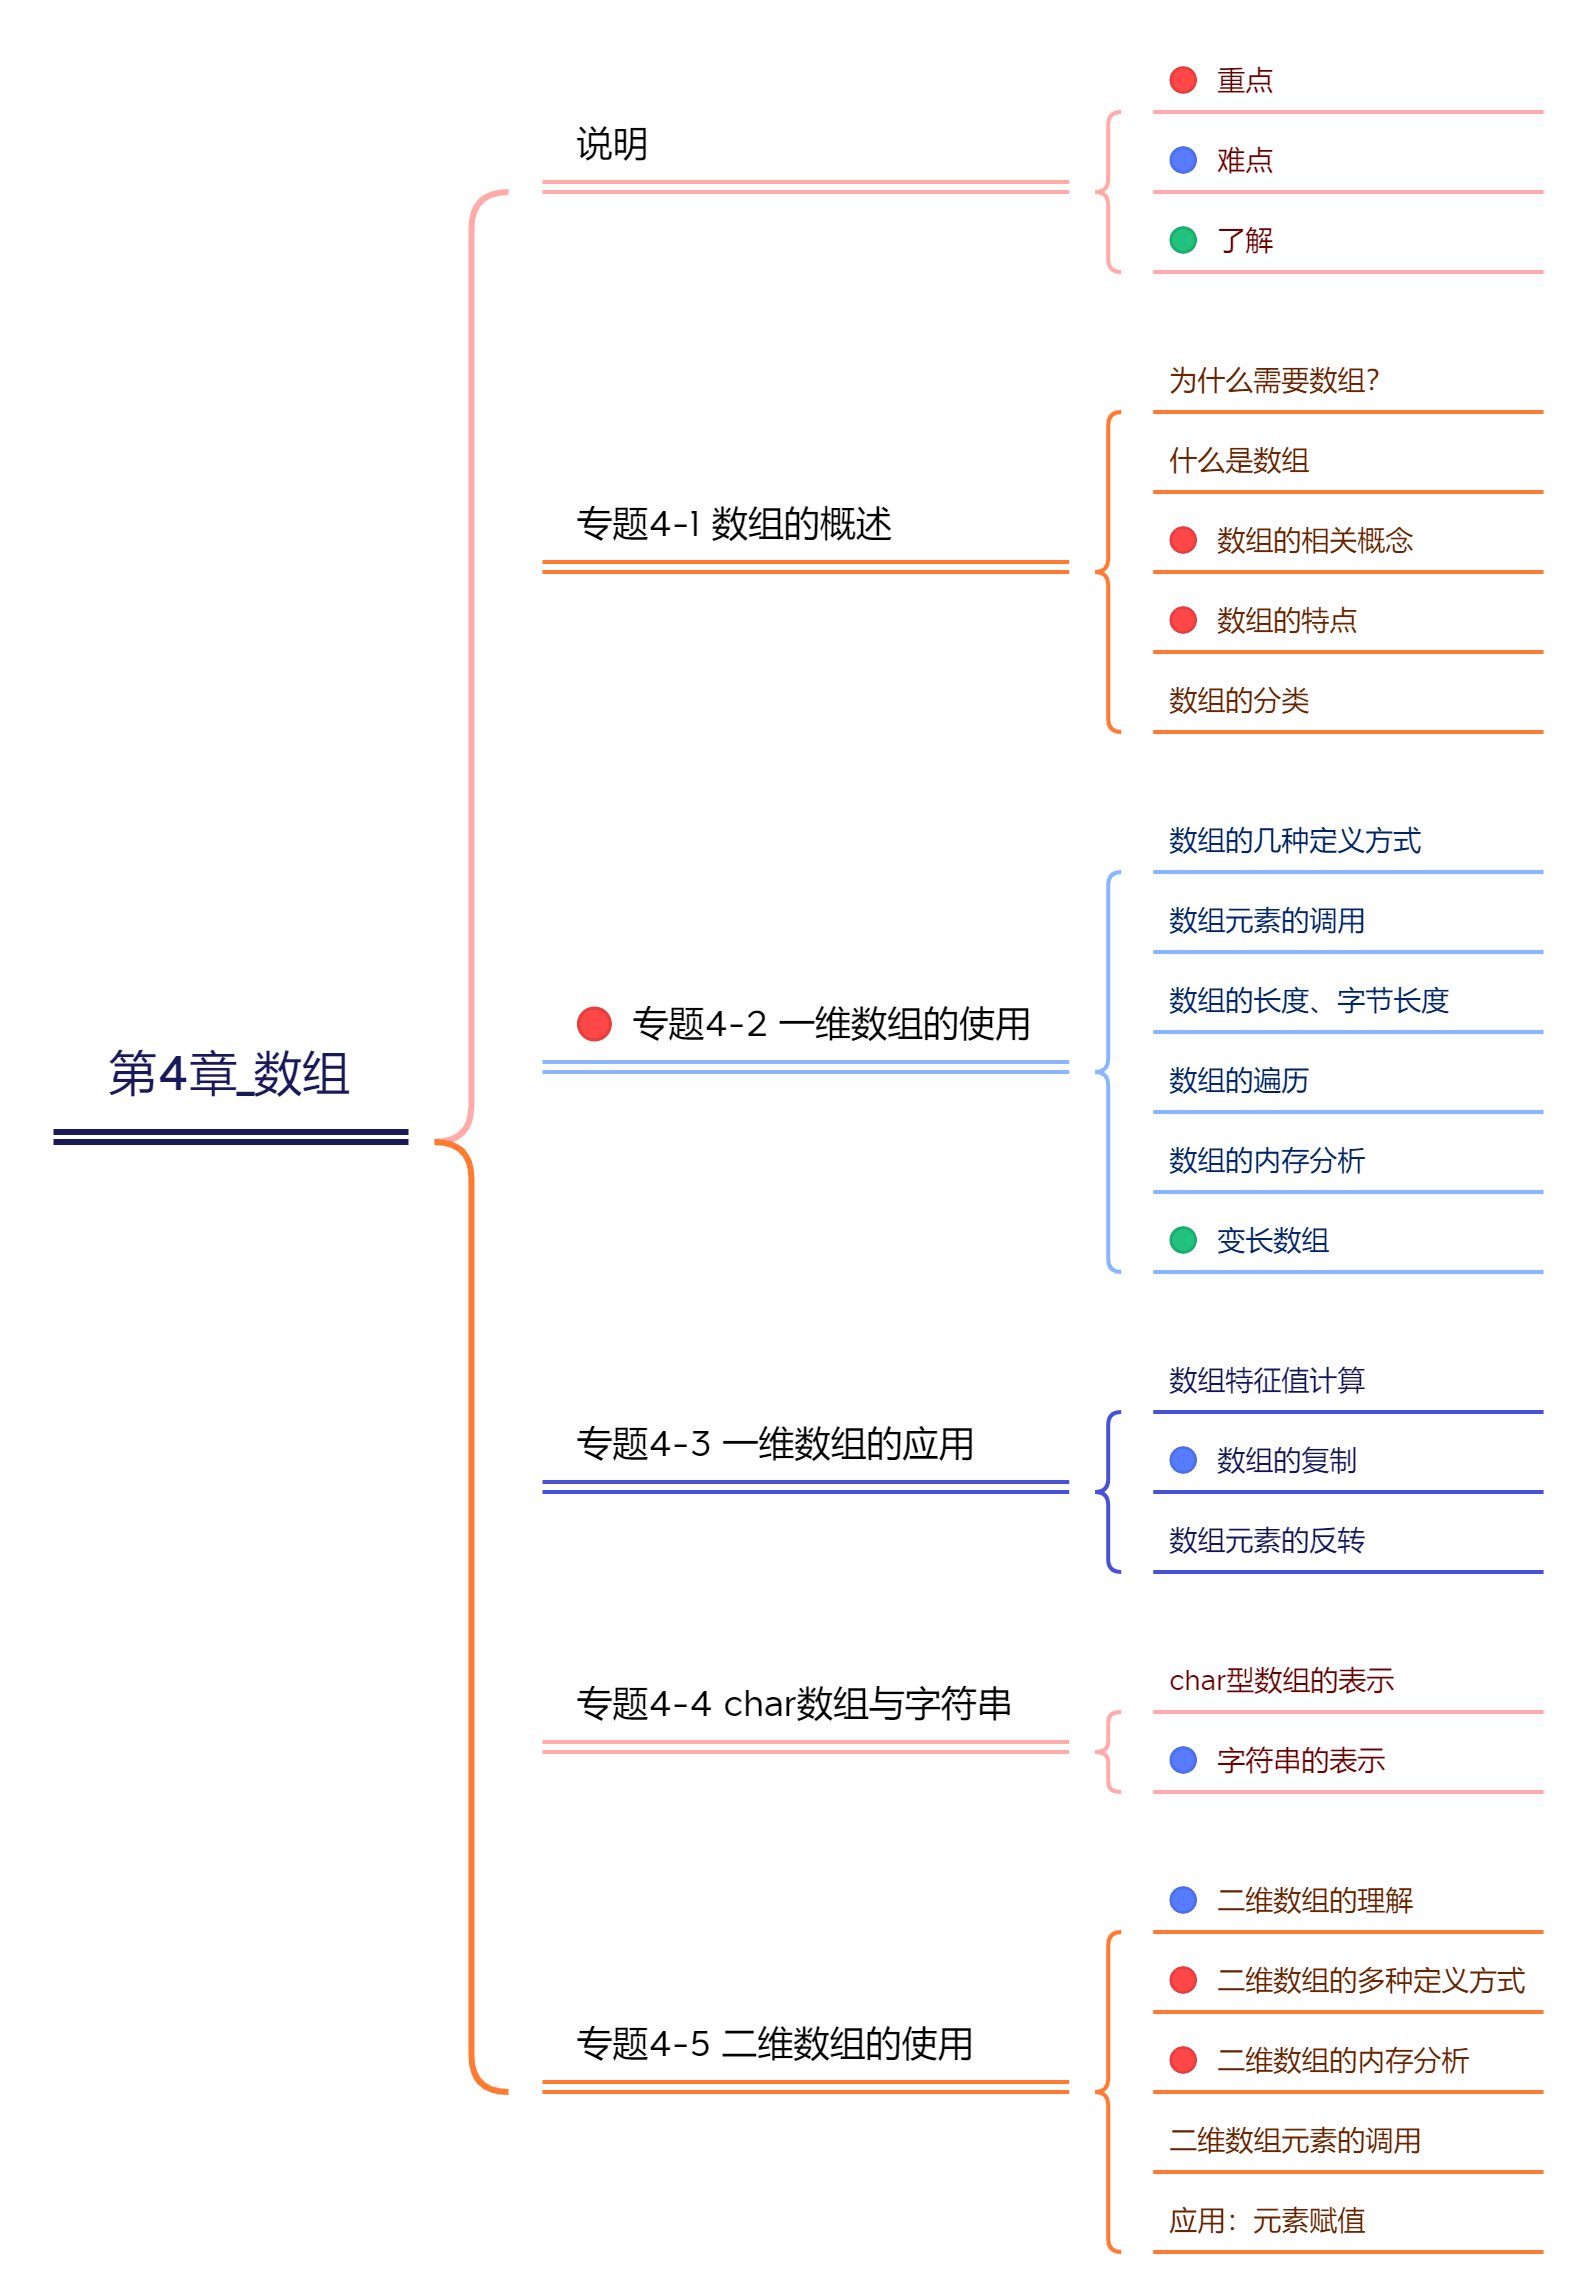 第4章_数组
说明
重点
难点
了解
专题4-1 数组的概述
为什么需要数组?
什么是数组
数组的相关概念
数组的特点
数组的分类
专题4-2 一维数组的使用
数组的几种定义方式
数组元素的调用
数组的长度、字节长度
数组的遍历
数组的内存分析
变长数组
专题4-3 一维数组的应用
数组特征值计算
数组的复制
数组元素的反转
专题4-4 char数组与字符串
char型数组的表示
字符串的表示
专题4-5 二维数组的使用
二维数组的理解
二维数组的多种定义方式
二维数组的内存分析
二维数组元素的调用
应用：元素赋值